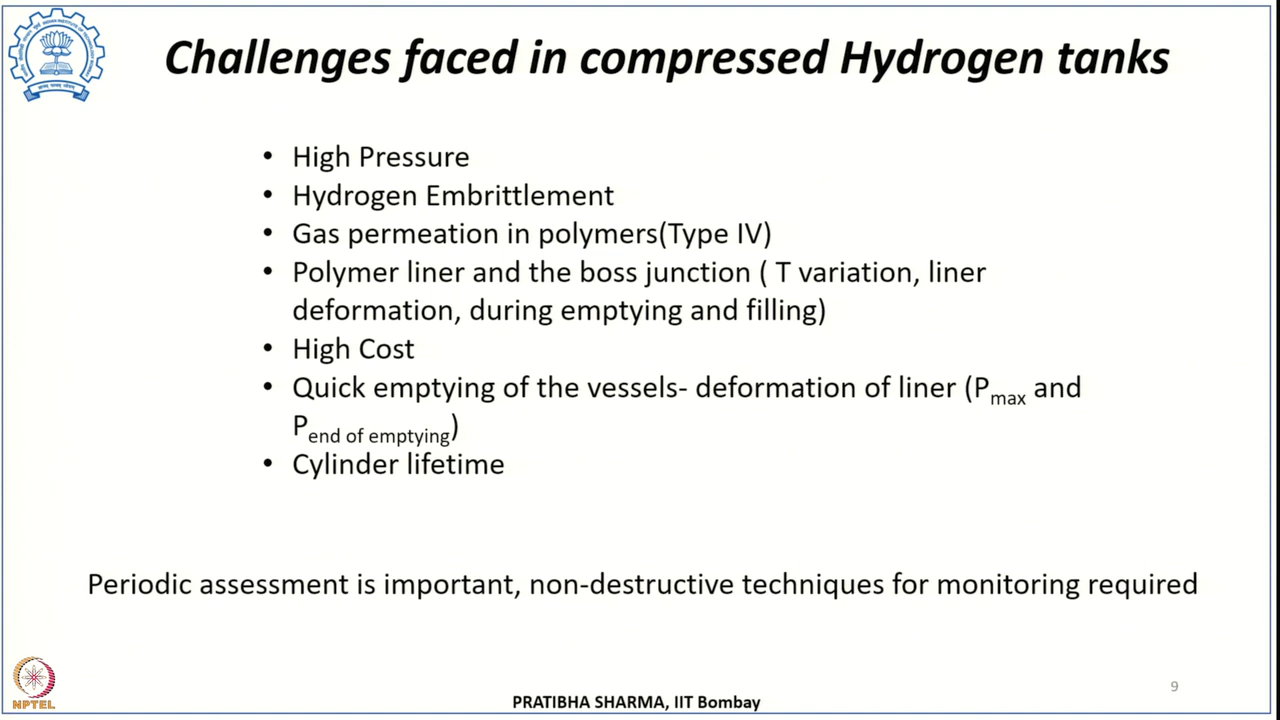 Challenges faced in compressed Hydrogen tanks
• High Pressure
• Hydrogen Embrittlement
• Gas permeation in polymers(Type IV)
• Polymer liner and the boss junction ( T variation, liner
deformation, during emptying and filling)
• High Cost
• Quick emptying of the vessels- deformation of liner (Pmax and
Pend of emptying)
• Cylinder lifetime
Periodic assessment is important, non-destructive techniques for monitoring required
9
NPTEL
PRATIBHA SHARMA, IIT Bombay